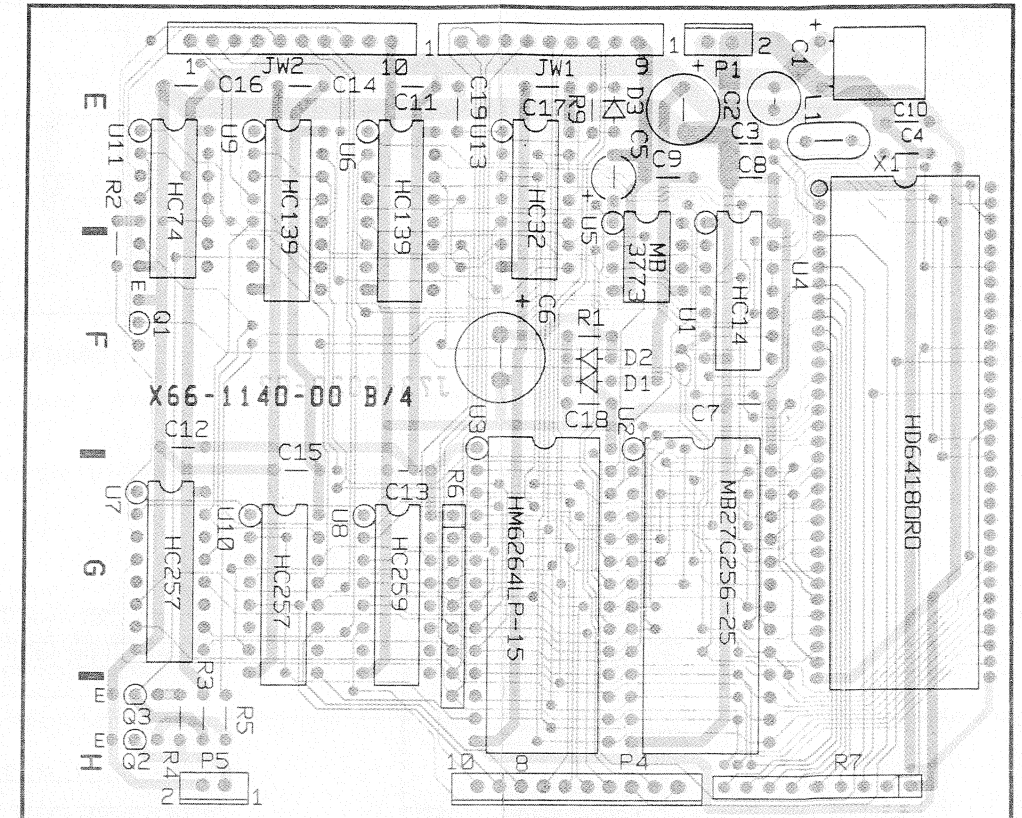 1 JW2 10
1 JW1 9
1 P1 2
+
C1
C16
C14
C11
C19
C17
R9
D3
+
C2
C5
L1
C10
C4
C3
C9
C8
X1
E
U11
U9
U6
U13
R2
HC74
HC139
HC139
HC32
+
U5
MB
3773
HC14
U4
U1
E
Q1
F
+
C6
R1
D2
D1
C18
C7
X66-1140-00 B/4
HD64180R0
C12
C15
C13
R6
U3
U2
U7
U10
U8
G
HC257
HC257
HC259
HM6264LP-15
MB27C256-25
E
Q3
R3
R5
E
Q2
R4
H
P5
2 1
10 8 P4
R7